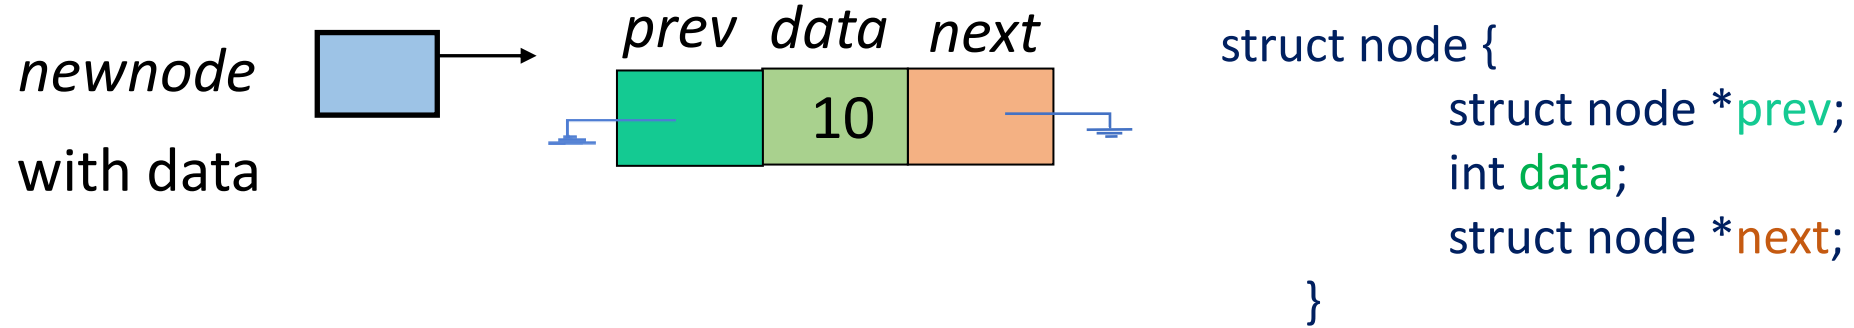 newnode
with data
prev data next
10
struct node {
struct node *prev;
int data;
struct node *next;
}